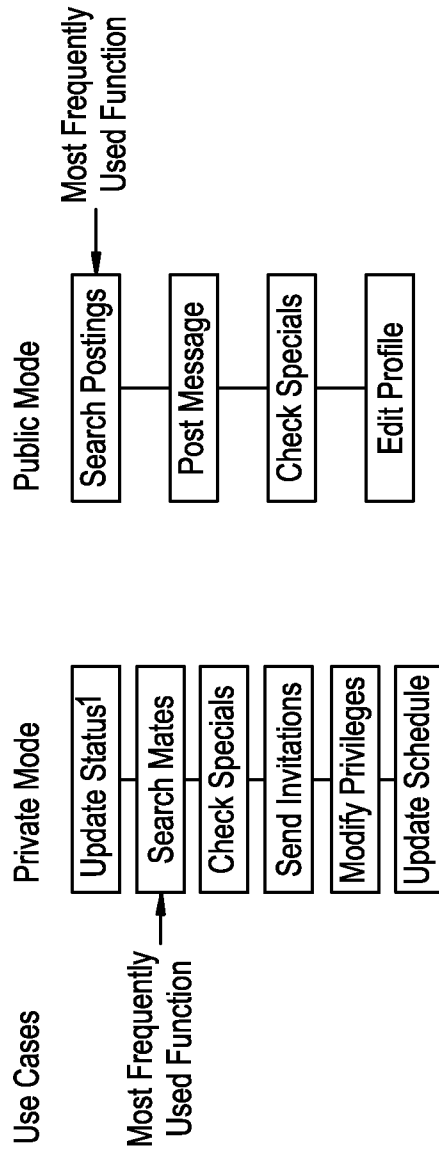 Use Cases
Private Mode
Update Status¹
Search Mates
Check Specials
Send Invitations
Modify Privileges
Update Schedule
Most Frequently
Used Function
Public Mode
Search Postings
Post Message
Check Specials
Edit Profile
Most Frequently
Used Function